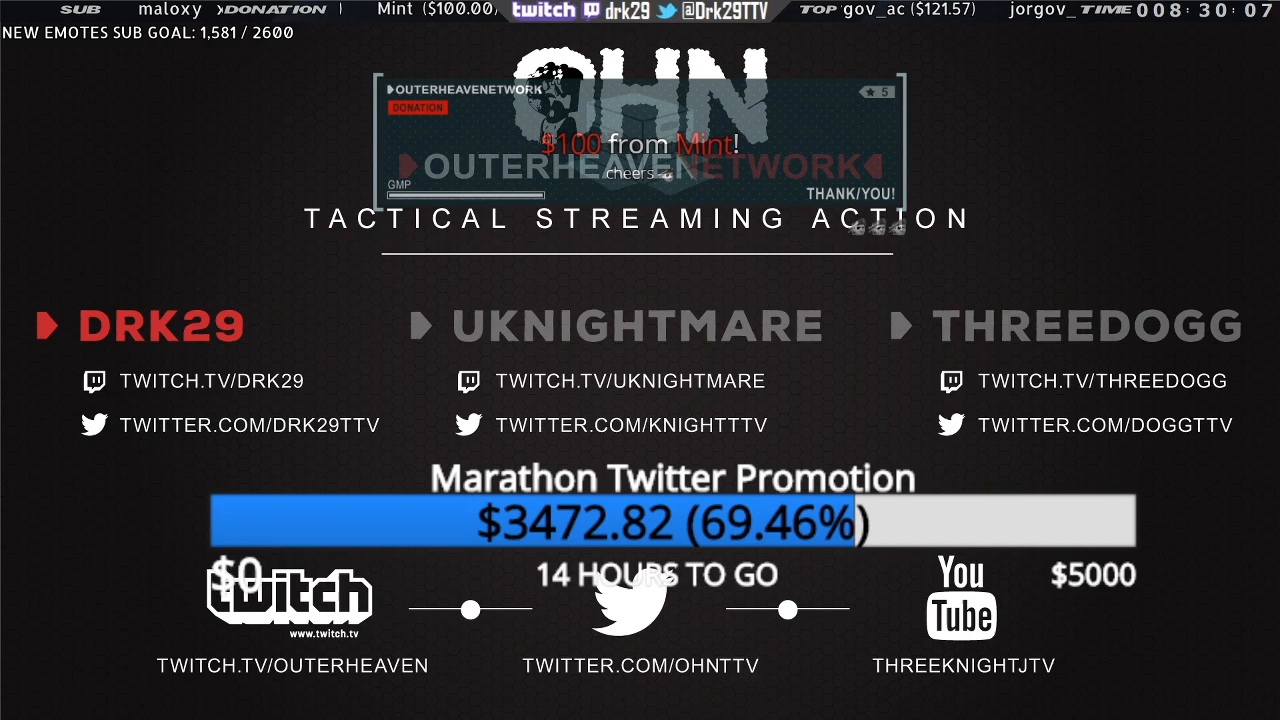 SUB maloxy DONATION Mint ($100.00) twitch drk29 @Drk29TTV TOP gov_ac ($121.57) jorgov_ TIME 008:30:07
NEW EMOTES SUB GOAL: 1,581 / 2600
OHN
OUTERHEAVENETWORK ★ 5
DONATION
$100 from Mint!
OUTERHEAVENETWORK
cheers
GMP THANK/YOU!
TACTICAL STREAMING ACTION
DRK29 UKNIGHTMARE THREEDOGG
TWITCH.TV/DRK29 TWITCH.TV/UKNIGHTMARE TWITCH.TV/THREEDOGG
TWITTER.COM/DRK29TTV TWITTER.COM/KNIGHTTTV TWITTER.COM/DOGGTTV
Marathon Twitter Promotion
$3472.82 (69.46%)
$0 14 HOURS TO GO $5000
twitch You Tube
www.twitch.tv
TWITCH.TV/OUTERHEAVEN TWITTER.COM/OHNTTV THREEKNIGHTJTV